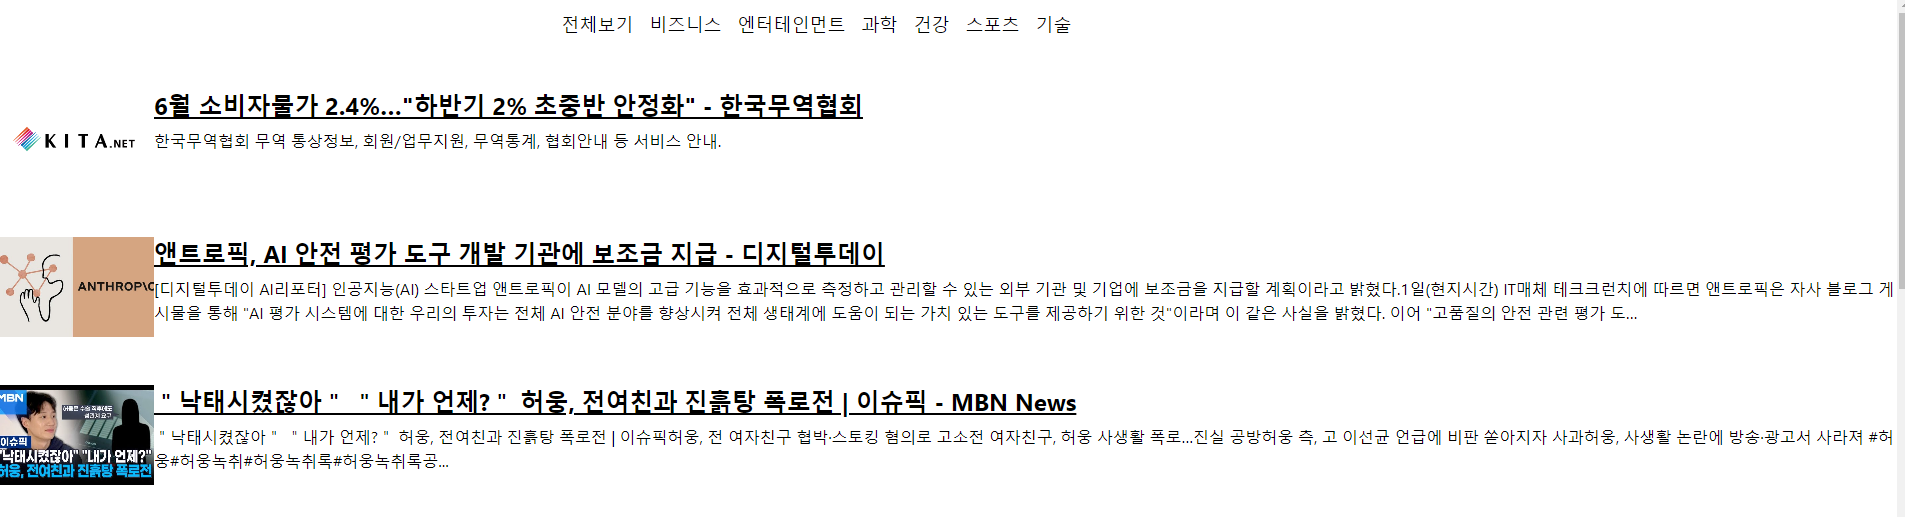 전체보기 비즈니스 엔터테인먼트 과학 건강 스포츠 기술
6월 소비자물가 2.4%..."하반기 2% 초중반 안정화" - 한국무역협회
KITA.NET
한국무역협회 무역 통상정보, 회원/업무지원, 무역통계, 협회안내 등 서비스 안내.
앤트로픽, AI 안전 평가 도구 개발 기관에 보조금 지급 - 디지털투데이
ANTHROP\C
[디지털투데이 AI리포터] 인공지능(AI) 스타트업 앤트로픽이 AI 모델의 고급 기능을 효과적으로 측정하고 관리할 수 있는 외부 기관 및 기업에 보조금을 지급할 계획이라고 밝혔다.1일(현지시간) IT매체 테크크런치에 따르면 앤트로픽은 자사 블로그 게
시물을 통해 "AI 평가 시스템에 대한 우리의 투자는 전체 AI 안전 분야를 향상시켜 전체 생태계에 도움이 되는 가치 있는 도구를 제공하기 위한 것"이라며 이 같은 사실을 밝혔다. 이어 "고품질의 안전 관련 평가 도...
＂낙태시켰잖아＂ ＂내가 언제?＂ 허웅, 전여친과 진흙탕 폭로전 | 이슈픽 - MBN News
＂낙태시켰잖아＂ ＂내가 언제?＂ 허웅, 전여친과 진흙탕 폭로전 | 이슈픽허웅, 전 여자친구 협박·스토킹 혐의로 고소전 여자친구, 허웅 사생활 폭로...진실 공방허웅 측, 고 이선균 언급에 비판 쏟아지자 사과허웅, 사생활 논란에 방송·광고서 사라져 #허
웅#허웅녹취#허웅녹취록#허웅녹취록공...
MBN
이슈픽
"낙태시켰잖아" "내가 언제?"
허웅, 전여친과 진흙탕 폭로전